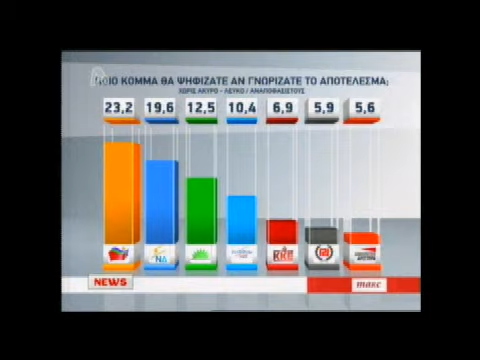 ΠΟΙΟ ΚΟΜΜΑ ΘΑ ΨΗΦΙΖΑΤΕ ΑΝ ΓΝΩΡΙΖΑΤΕ ΤΟ ΑΠΟΤΕΛΕΣΜΑ;
ΧΩΡΙΣ ΑΚΥΡΟ - ΛΕΥΚΟ / ΑΝΑΠΟΦΑΣΙΣΤΟΥΣ
23,2 19,6 12,5 10,4 6,9 5,9 5,6
ΝΔ ΚΚΕ
NEWS
marc